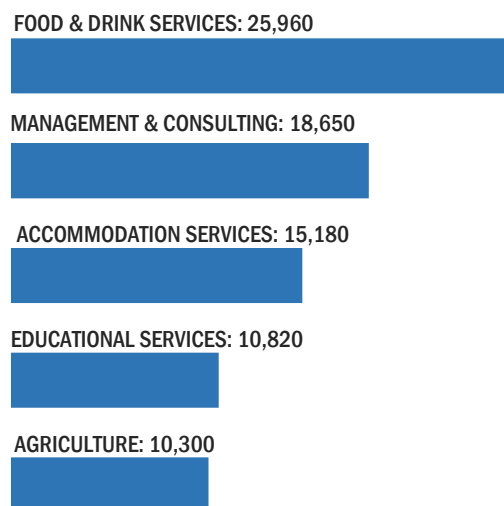 FOOD & DRINK SERVICES: 25,960
MANAGEMENT & CONSULTING: 18,650
ACCOMMODATION SERVICES: 15,180
EDUCATIONAL SERVICES: 10,820
AGRICULTURE: 10,300